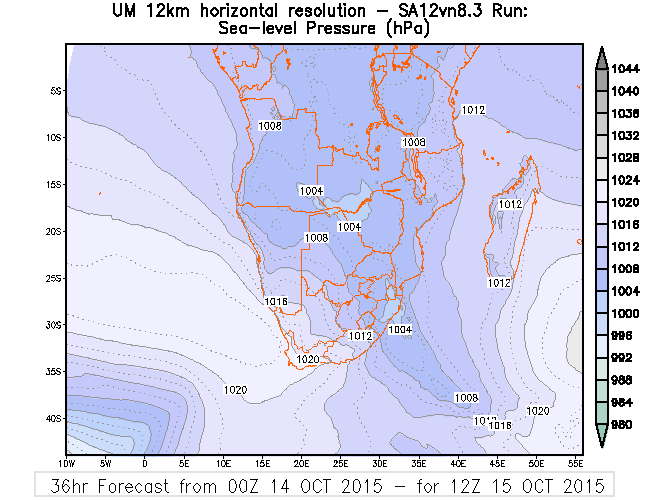 UM 12km horizontal resolution – SA12vn8.3 Run:
Sea–level Pressure (hPa)
1044
1040
1036
1032
1028
1024
1020
1016
1012
1008
1004
1000
996
992
988
984
980
5S
10S
15S
20S
25S
30S
35S
40S
1012
1008
1008
1004
1012
1004
1008
1012
1016
1004
1012
1020
1020
1008
1020
1016
10W 5W 0 5E 10E 15E 20E 25E 30E 35E 40E 45E 50E 55E
36hr Forecast from 00Z 14 OCT 2015 – for 12Z 15 OCT 2015